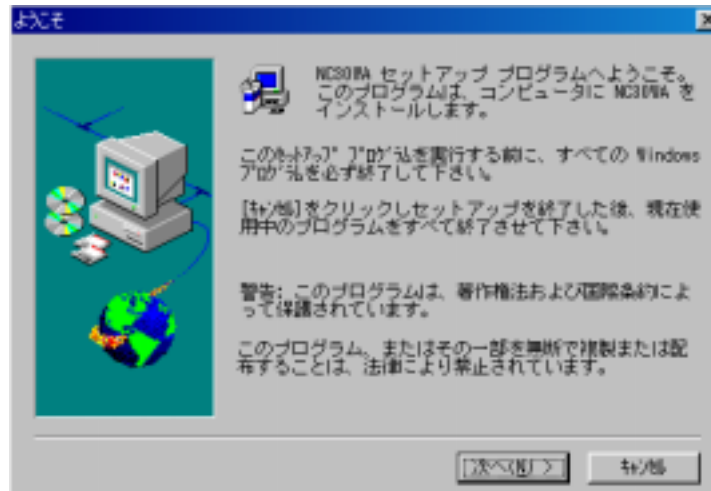 ようこそ
NC30WA セットアップ プログラムへようこそ。
このプログラムは、コンピュータに NC30WA を
インストールします。
このｾｯﾄｱｯﾌﾟ ﾌﾟﾛｸﾞﾗﾑを実行する前に、すべての Windows
ﾌﾟﾛｸﾞﾗﾑを必ず終了して下さい。
[ｷｬﾝｾﾙ]をクリックしセットアップを終了した後、現在使
用中のプログラムをすべて終了させて下さい。
警告: このプログラムは、著作権法および国際条約によ
って保護されています。
このプログラム、またはその一部を無断で複製または配
布することは、法律により禁止されています。
次へ(N) >
ｷｬﾝｾﾙ